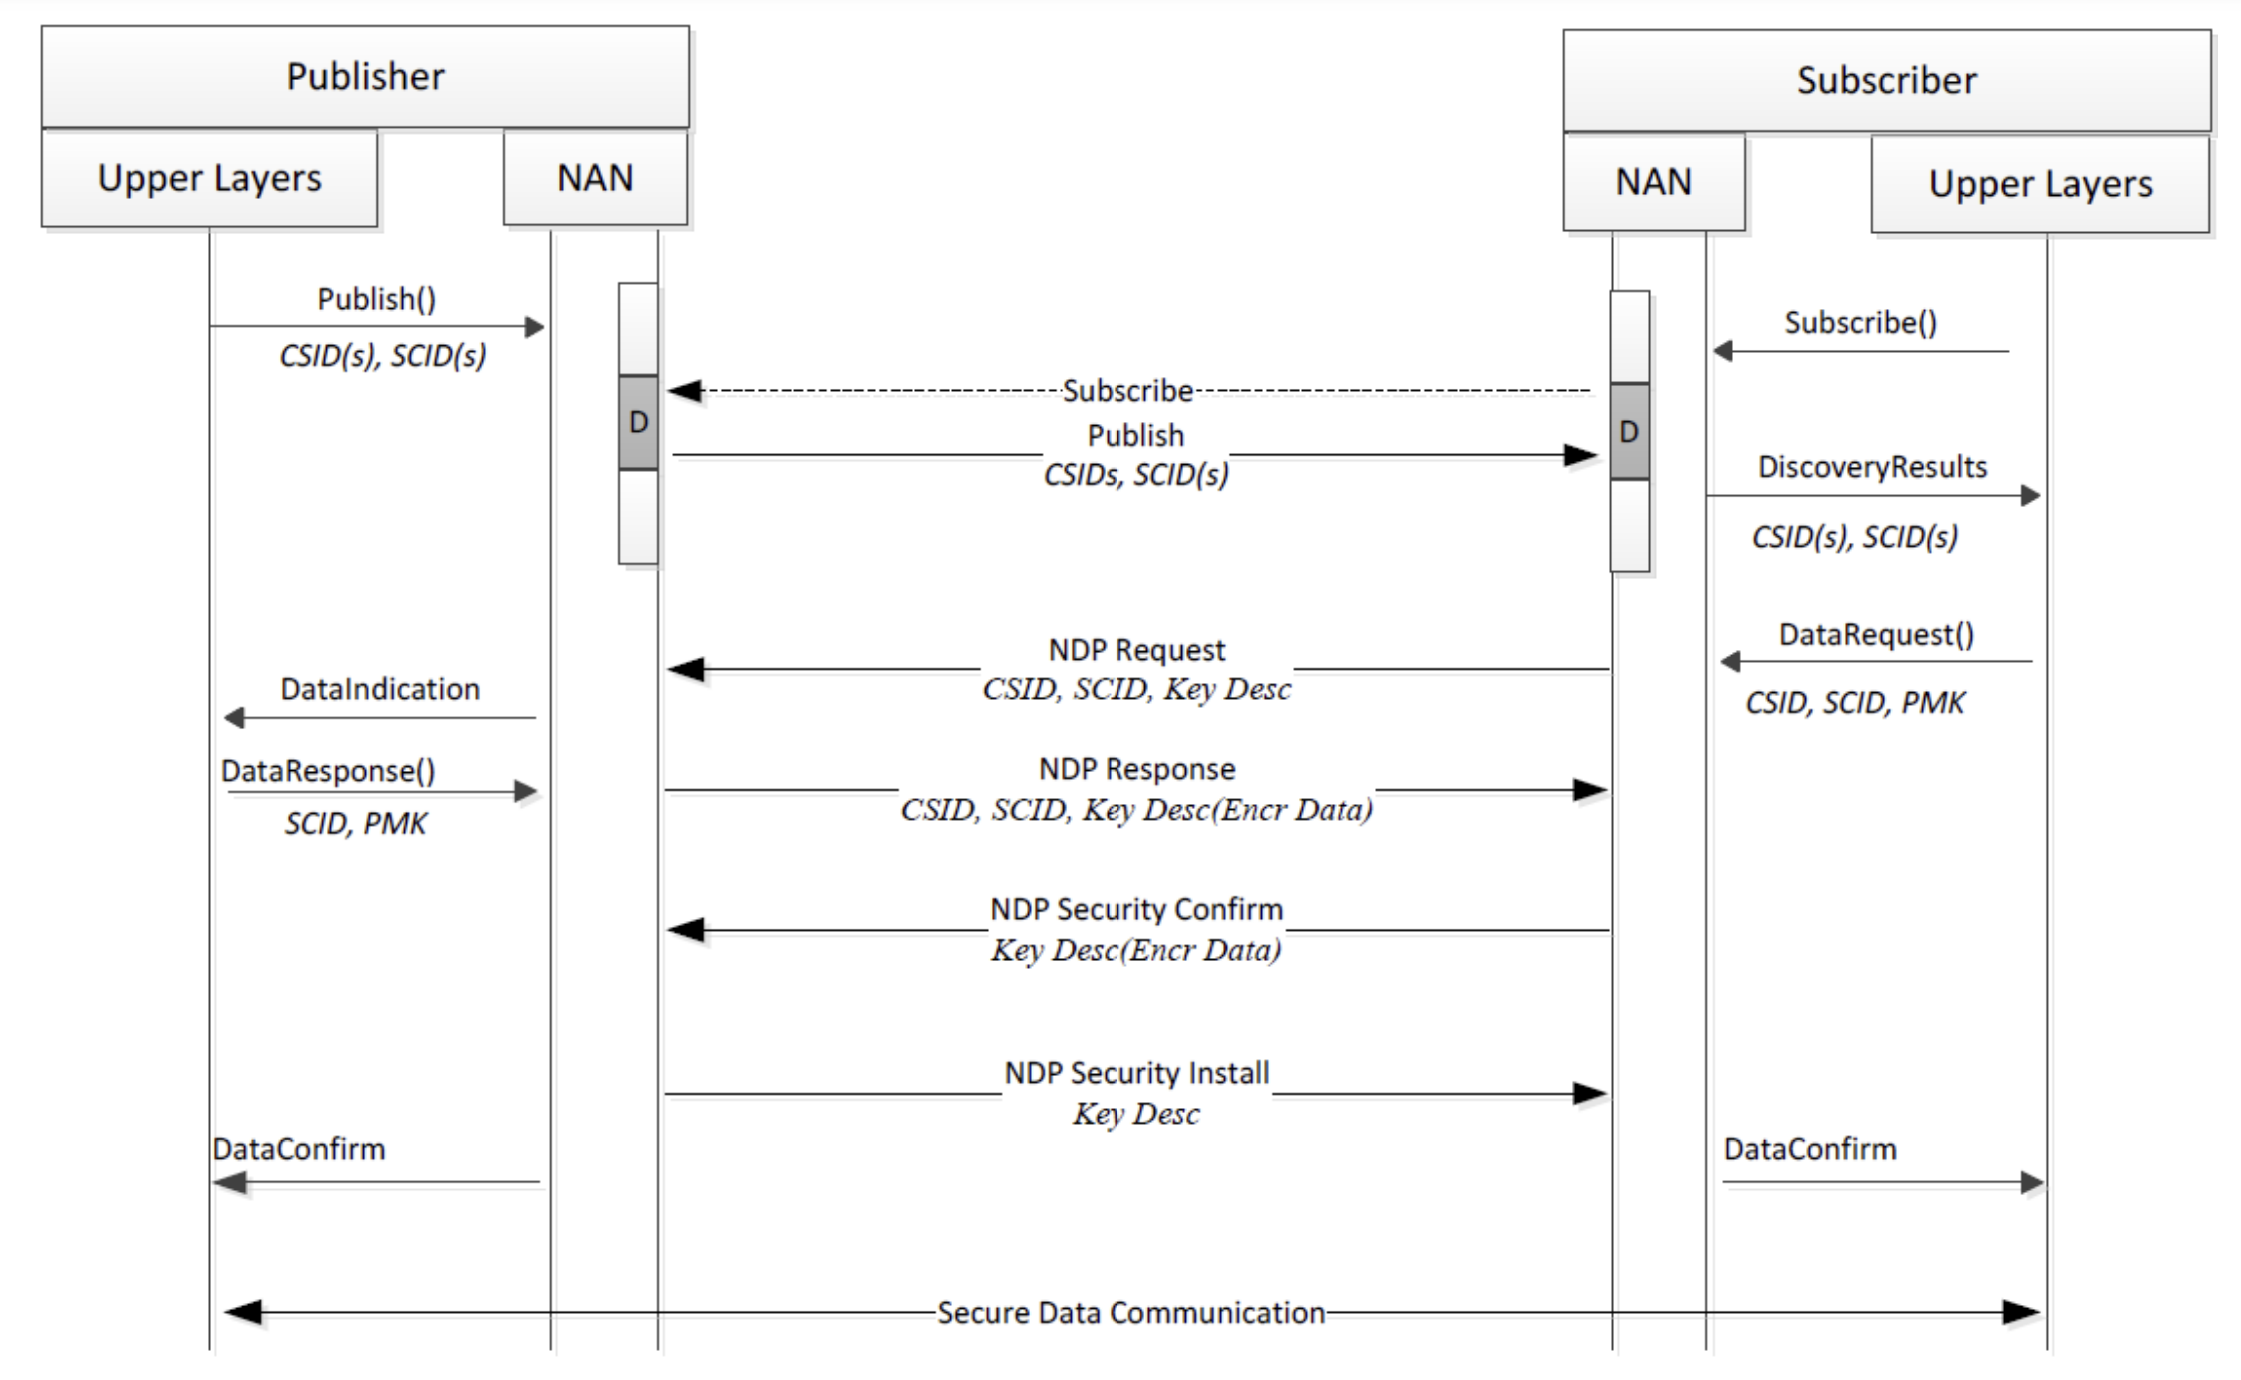 Publisher
Subscriber
Upper Layers
NAN
NAN
Upper Layers
Publish()
CSID(s), SCID(s)
Subscribe()
Subscribe
D
D
Publish
CSIDs, SCID(s)
DiscoveryResults
CSID(s), SCID(s)
NDP Request
CSID, SCID, Key Desc
DataRequest()
CSID, SCID, PMK
DataIndication
DataResponse()
SCID, PMK
NDP Response
CSID, SCID, Key Desc(Encr Data)
NDP Security Confirm
Key Desc(Encr Data)
NDP Security Install
Key Desc
DataConfirm
DataConfirm
Secure Data Communication